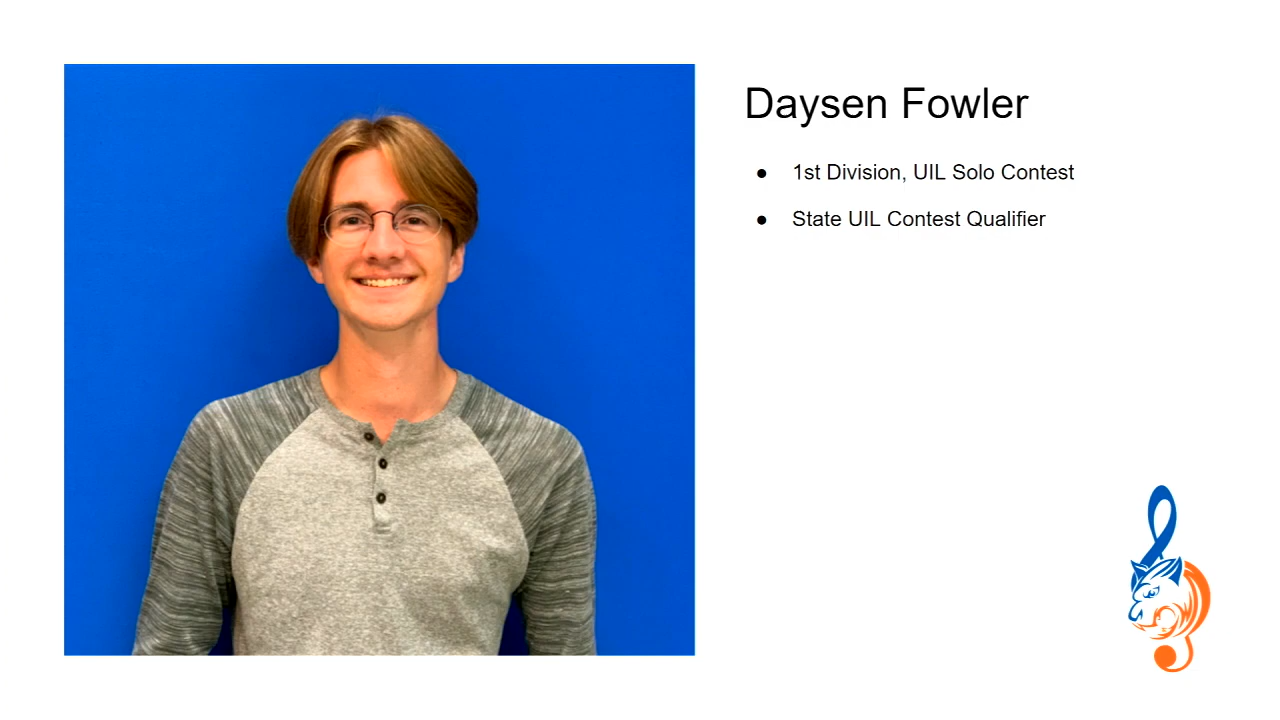 Daysen Fowler
● 1st Division, UIL Solo Contest
● State UIL Contest Qualifier